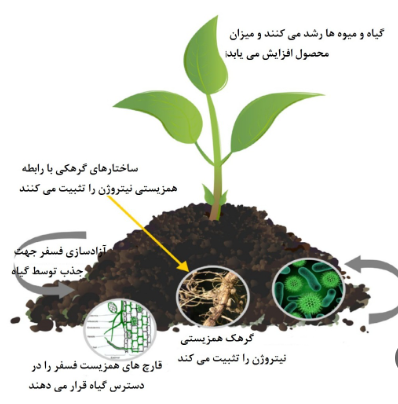 گیاه و میوه ها رشد می کنند و میزان
محصول افزایش می یابد
ساختارهای گرهکی با رابطه
همزیستی نیتروژن را تثبیت می کنند
آزادسازی فسفر جهت
جذب توسط گیاه
گرهک همزیستی
نیتروژن را تثبیت می کند
قارچ های همزیست فسفر را در
دسترس گیاه قرار می دهند